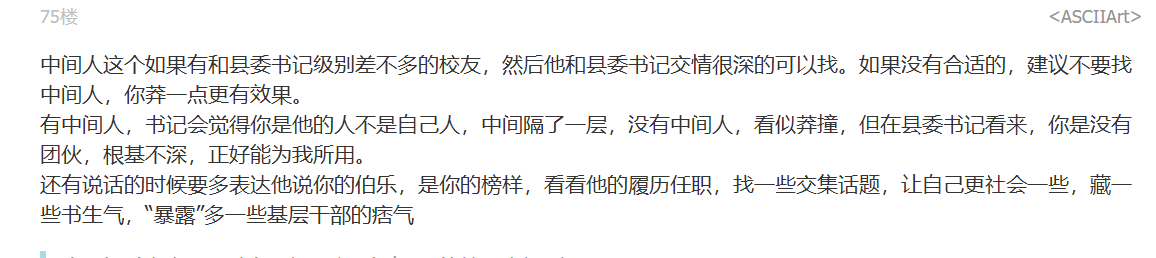 75楼 <ASCIIArt>
中间人这个如果有和县委书记级别差不多的校友，然后他和县委书记交情很深的可以找。如果没有合适的，建议不要找
中间人，你莽一点更有效果。
有中间人，书记会觉得你是他的人不是自己人，中间隔了一层，没有中间人，看似莽撞，但在县委书记看来，你是没有
团伙，根基不深，正好能为我所用。
还有说话的时候要多表达他说你的伯乐，是你的榜样，看看他的履历任职，找一些交集话题，让自己更社会一些，藏一
些书生气，“暴露”多一些基层干部的痞气